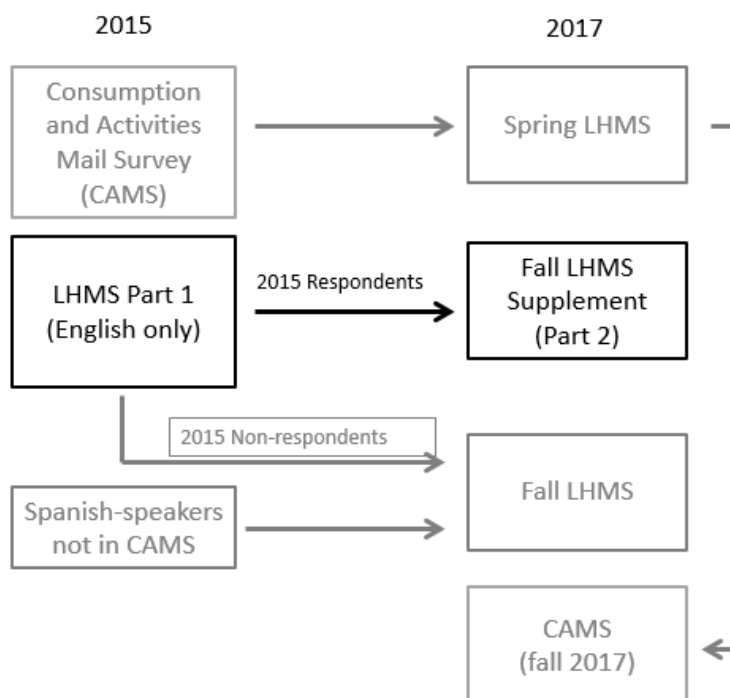 2015
2017
Consumption
and Activities
Mail Survey
(CAMS)
Spring LHMS
LHMS Part 1
(English only)
2015 Respondents
Fall LHMS
Supplement
(Part 2)
2015 Non-respondents
Fall LHMS
Spanish-speakers
not in CAMS
CAMS
(fall 2017)